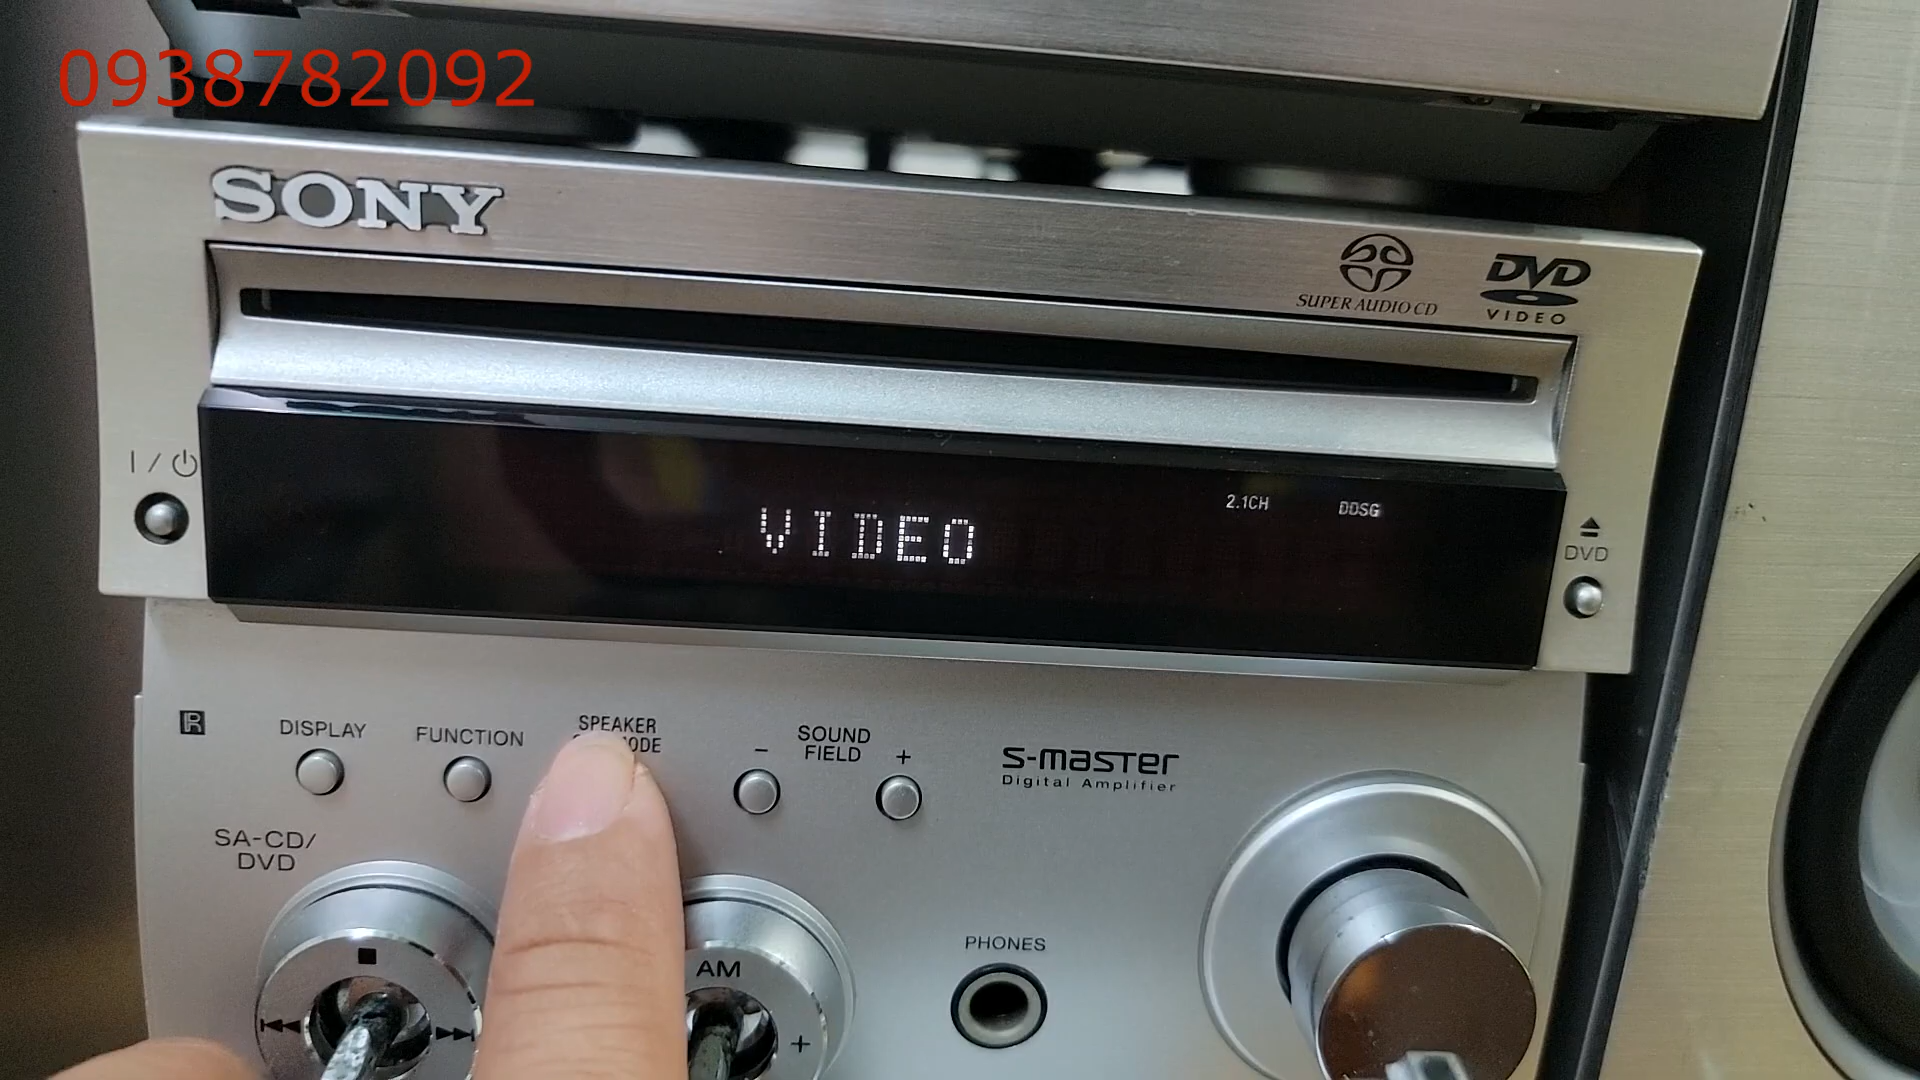 0938782092
SONY
SUPER AUDIO CD
DVD
VIDEO
I /
2.1CH
DDSG
VIDEO
DVD
R
DISPLAY
FUNCTION
SPEAKER
SOUND
FIELD
−
+
S-master
Digital Amplifier
SA-CD/
DVD
PHONES
AM
+